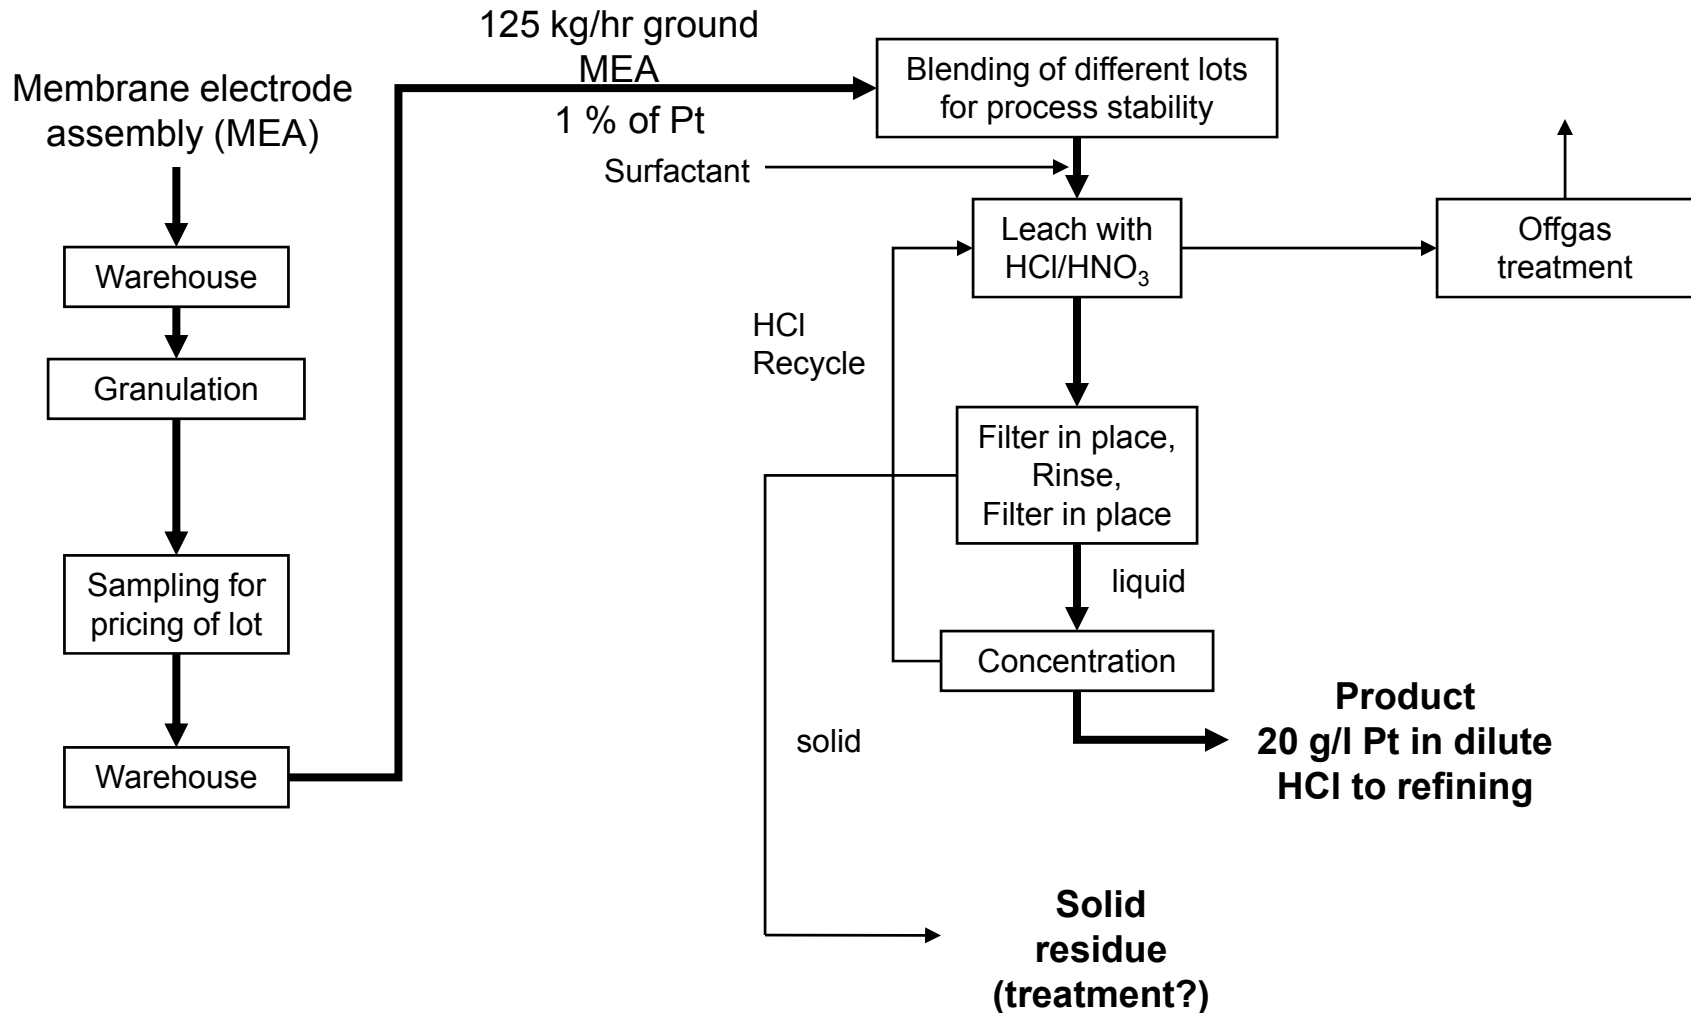 Membrane electrode
assembly (MEA)
Warehouse
Granulation
Sampling for
pricing of lot
Warehouse
125 kg/hr ground
MEA
1 % of Pt
Blending of different lots
for process stability
Surfactant
Leach with
HCl/HNO₃
Offgas
treatment
HCl
Recycle
Filter in place,
Rinse,
Filter in place
liquid
Concentration
solid
Product
20 g/l Pt in dilute
HCl to refining
Solid
residue
(treatment?)